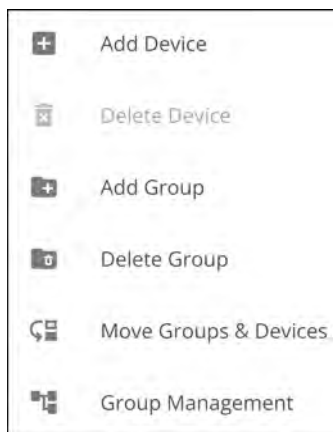 Add Device
Delete Device
Add Group
Delete Group
Move Groups & Devices
Group Management